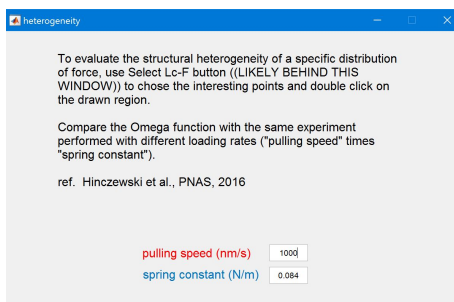 heterogeneity
To evaluate the structural heterogeneity of a specific distribution
of force, use Select Lc-F button ((LIKELY BEHIND THIS
WINDOW)) to chose the interesting points and double click on
the drawn region.
Compare the Omega function with the same experiment
performed with different loading rates ("pulling speed" times
"spring constant").
ref. Hinczewski et al., PNAS, 2016
pulling speed (nm/s) 1000
spring constant (N/m) 0.084